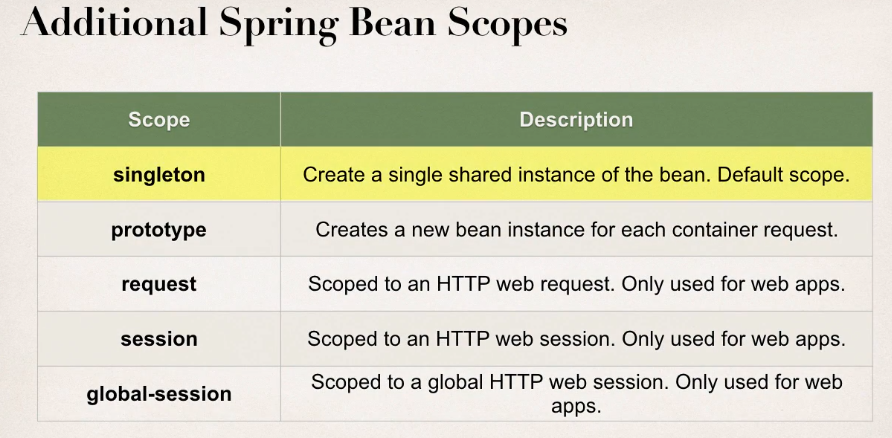 Additional Spring Bean Scopes
Scope Description
singleton Create a single shared instance of the bean. Default scope.
prototype Creates a new bean instance for each container request.
request Scoped to an HTTP web request. Only used for web apps.
session Scoped to an HTTP web session. Only used for web apps.
global-session Scoped to a global HTTP web session. Only used for web
apps.